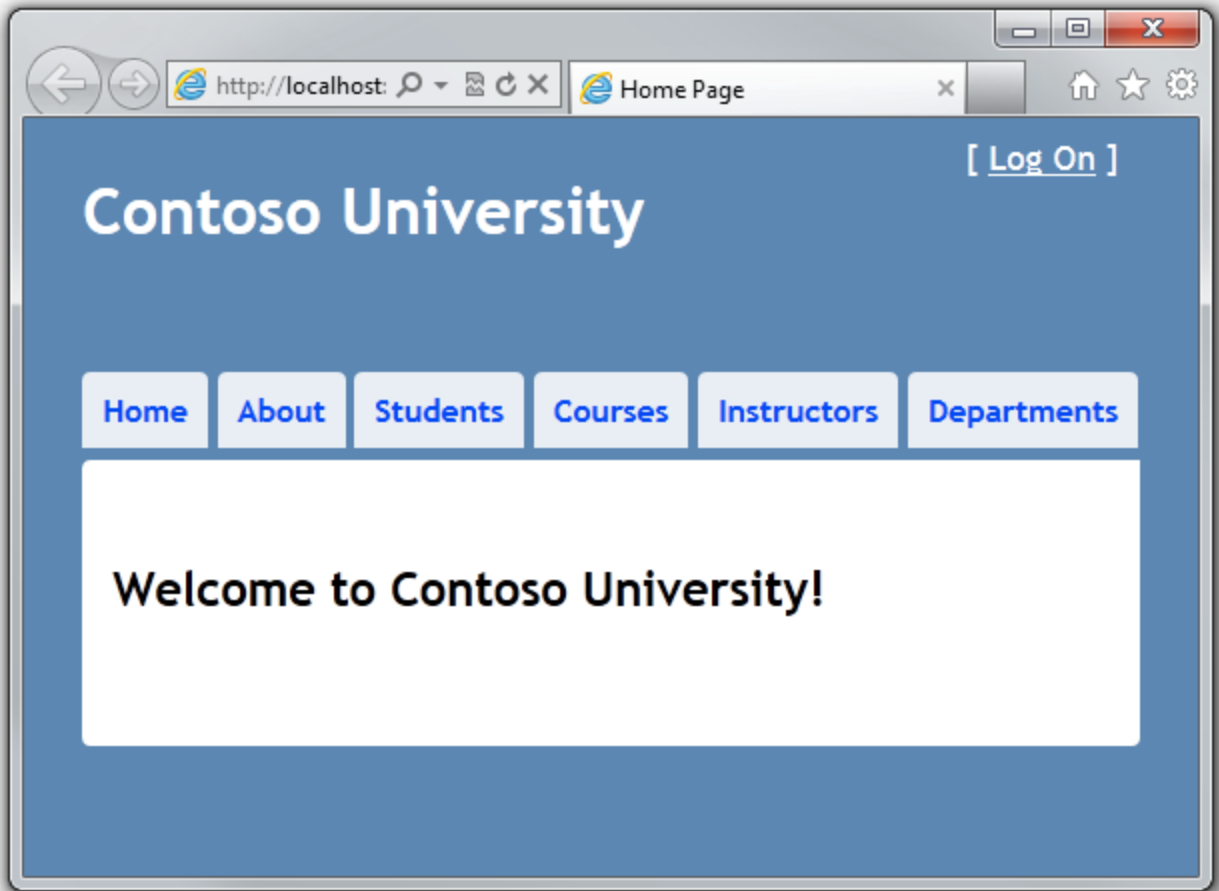 http://localhost:
Home Page
[ Log On ]
Contoso University
Home About Students Courses Instructors Departments
Welcome to Contoso University!